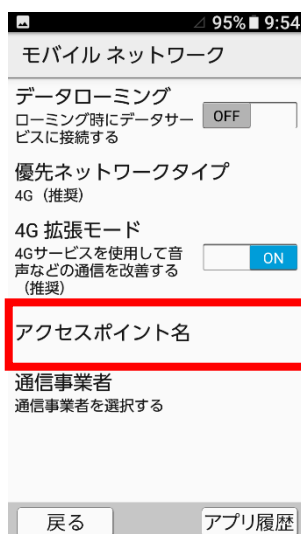 95% 9:54
モバイル ネットワーク
データローミング
ローミング時にデータサー
ビスに接続する
OFF
優先ネットワークタイプ
4G（推奨）
4G 拡張モード
4Gサービスを使用して音
声などの通信を改善する
（推奨）
ON
アクセスポイント名
通信事業者
通信事業者を選択する
戻る
アプリ履歴